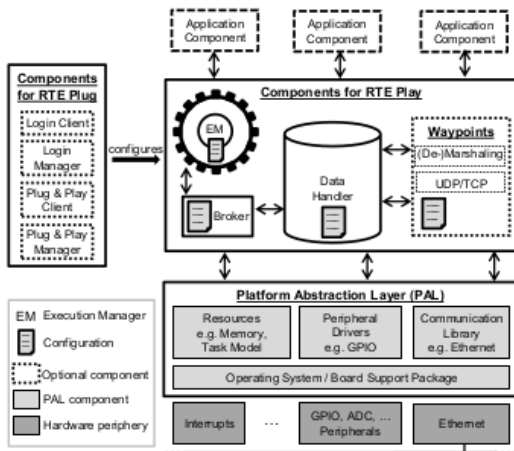 Application
Component
Application
Component
Application
Component
Components
for RTE Plug
Login Client
Login
Manager
Plug & Play
Client
Plug & Play
Manager
configures
Components for RTE Play
EM
Broker
Data
Handler
Waypoints
(De-)Marshaling
UDP/TCP
Platform Abstraction Layer (PAL)
Resources
e.g. Memory,
Task Model
Peripheral
Drivers
e.g. GPIO
Communication
Library
e.g. Ethernet
Operating System / Board Support Package
Interrupts
...
GPIO, ADC, ...
Peripherals
Ethernet
EM Execution Manager
Configuration
Optional component
PAL component
Hardware periphery